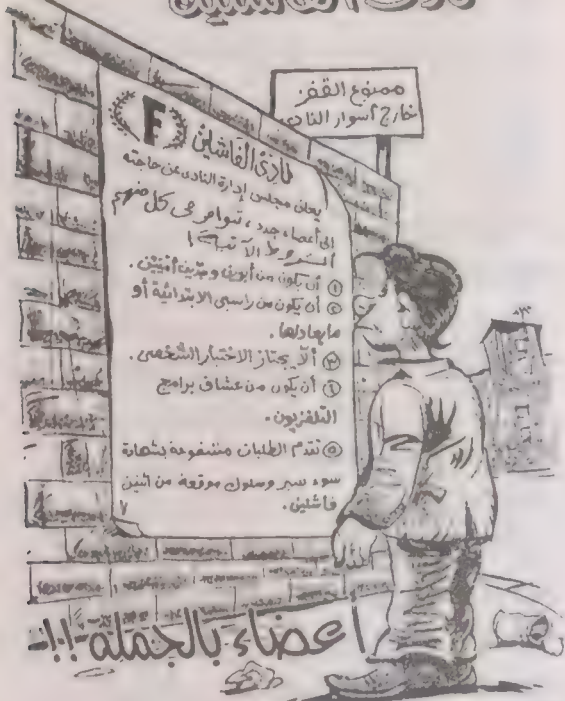 نادي الفاشلين
ممنوع القفز
خارج أسوار النادي
F
نادي الفاشلين
يعلن مجلس إدارة النادي عن حاجته
إلى أعضاء جدد، تتوافر في كل منهم
الشروط الآتية:
١ أن يكون من أبوين وجدين أميين.
٢ أن يكون من راسبي الابتدائية أو
مايعادلها.
٣ ألا يجتاز الاختبار الشخصي.
٤ أن يكون من عشاق برامج
التلفزيون.
٥ تقدم الطلبات مشفوعة بشهادة
سوء سير وسلوك موقعة من اثنين
فاشلين.
أعضاء بالجملة-!!-